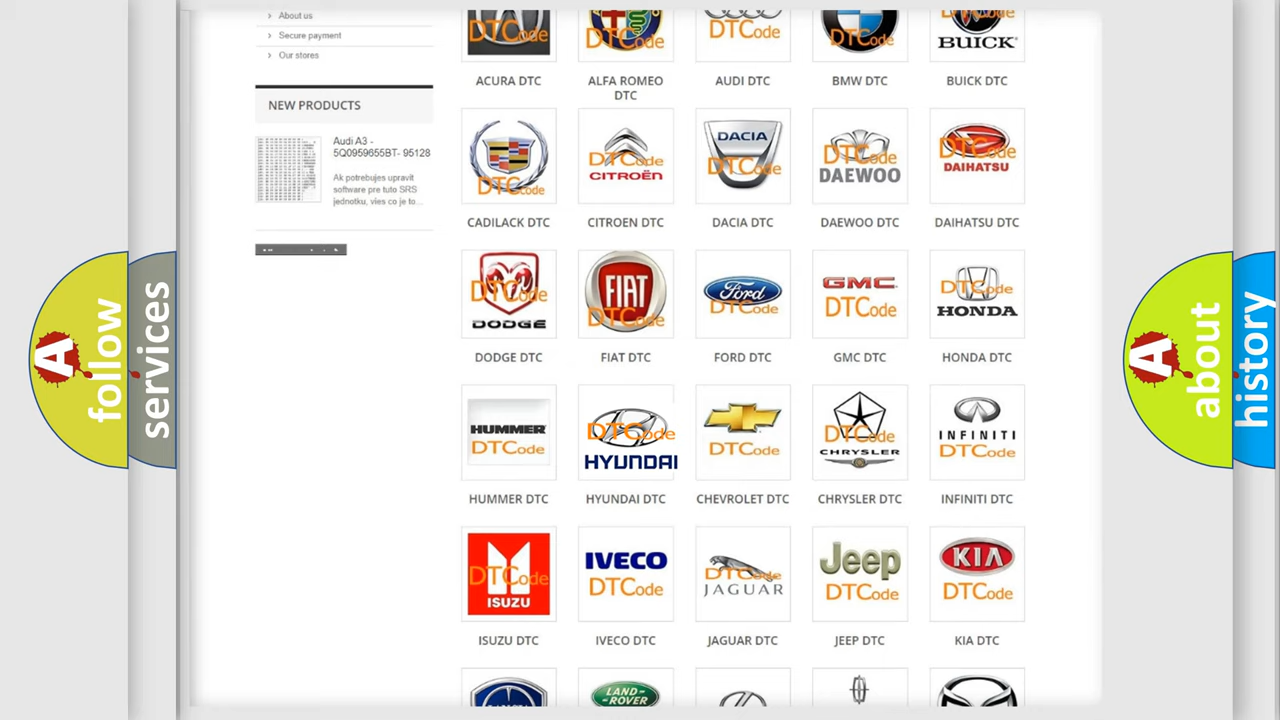 About us
Secure payment
Our stores
NEW PRODUCTS
Audi A3 -
5Q0959655BT- 95128
Ak potrebujes upravit
software pre tuto SRS
jednotku, vies co je to...
DTCode
DTCode
DTCode
DTCode
BUICK
ACURA DTC
ALFA ROMEO
DTC
AUDI DTC
BMW DTC
BUICK DTC
DTCode
DTCode
CITROËN
DACIA
DTCode
DTCode
DAEWOO
DTCode
DAIHATSU
CADILACK DTC
CITROEN DTC
DACIA DTC
DAEWOO DTC
DAIHATSU DTC
DTCode
DODGE
FIAT
DTCode
Ford
DTCode
GMC
DTCode
DTCode
HONDA
DODGE DTC
FIAT DTC
FORD DTC
GMC DTC
HONDA DTC
HUMMER
DTCode
DTCode
HYUNDAI
DTCode
DTCode
CHRYSLER
INFINITI
DTCode
HUMMER DTC
HYUNDAI DTC
CHEVROLET DTC
CHRYSLER DTC
INFINITI DTC
DTCode
ISUZU
IVECO
DTCode
DTCode
JAGUAR
Jeep
DTCode
KIA
DTCode
ISUZU DTC
IVECO DTC
JAGUAR DTC
JEEP DTC
KIA DTC
LAND-
ROVER
A
follow
services
A
about
history